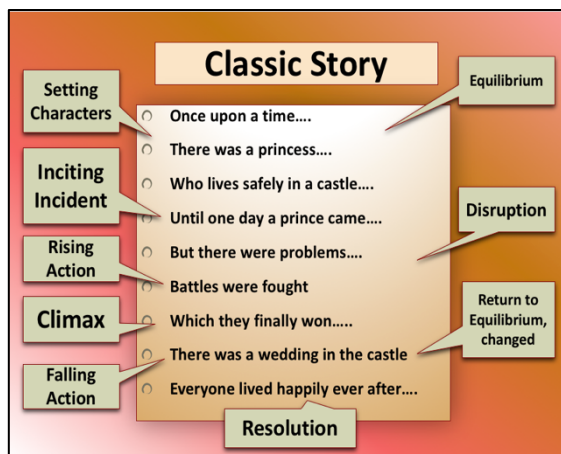 Classic Story
Setting
Characters
Equilibrium
Once upon a time....
There was a princess....
Who lives safely in a castle....
Inciting
Incident
Until one day a prince came....
Disruption
But there were problems....
Rising
Action
Battles were fought
Climax
Which they finally won.....
Return to
Equilibrium,
changed
There was a wedding in the castle
Falling
Action
Everyone lived happily ever after....
Resolution